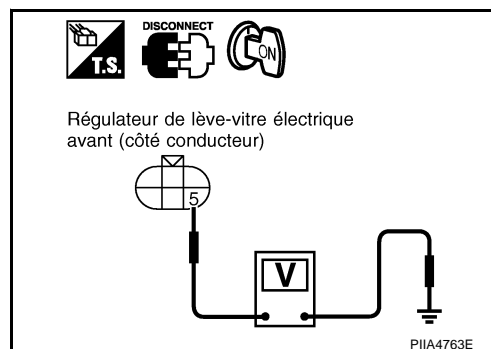 DISCONNECT
T.S.
ON
Régulateur de lève-vitre électrique
avant (côté conducteur)
5
V
PIIA4763E